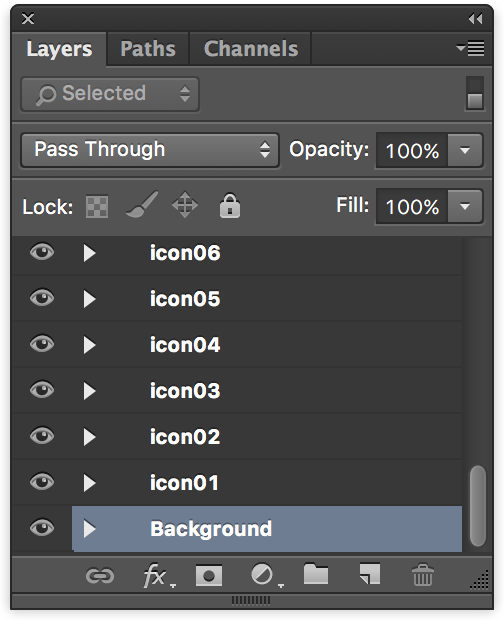 Layers Paths Channels
Selected
Pass Through Opacity: 100%
Lock: Fill: 100%
icon06
icon05
icon04
icon03
icon02
icon01
Background
fx